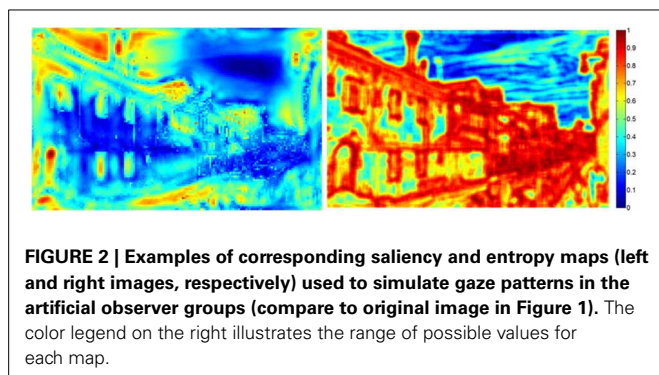 1
0.9
0.8
0.7
0.6
0.5
0.4
0.3
0.2
0.1
0
FIGURE 2 | Examples of corresponding saliency and entropy maps (left
and right images, respectively) used to simulate gaze patterns in the
artificial observer groups (compare to original image in Figure 1). The
color legend on the right illustrates the range of possible values for
each map.